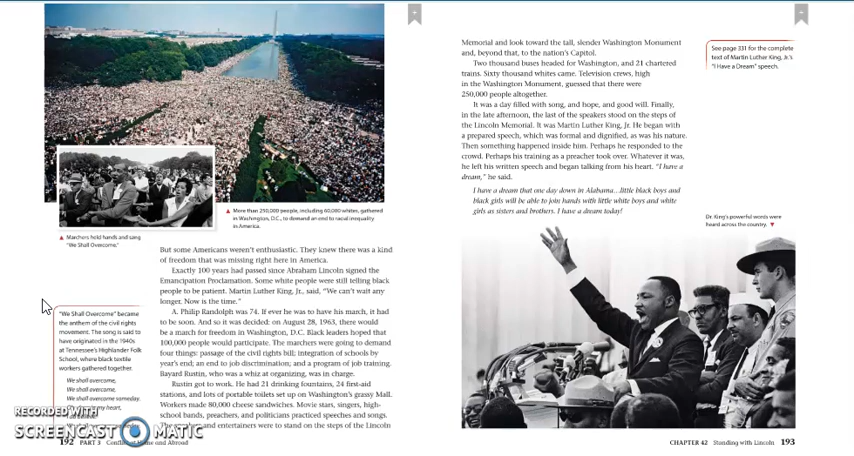 ▲ More than 250,000 people, including 60,000 whites, gathered
in Washington, D.C., to demand an end to racial inequality
in America.
▲ Marchers held hands and sang
"We Shall Overcome."
But some Americans weren't enthusiastic. They knew there was a kind
of freedom that was missing right here in America.
Exactly 100 years had passed since Abraham Lincoln signed the
Emancipation Proclamation. Some white people were still telling black
people to be patient. Martin Luther King, Jr., said, "We can't wait any
longer. Now is the time."
A. Philip Randolph was 74. If ever he was to have his march, it had
to be soon. And so it was decided: on August 28, 1963, there would
be a march for freedom in Washington, D.C. Black leaders hoped that
100,000 people would participate. The marchers were going to demand
four things: passage of the civil rights bill; integration of schools by
year's end; an end to job discrimination; and a program of job training.
Bayard Rustin, who was a whiz at organizing, was in charge.
Rustin got to work. He had 21 drinking fountains, 24 first-aid
stations, and lots of portable toilets set up on Washington's grassy Mall.
Workers made 80,000 cheese sandwiches. Movie stars, singers, high-
school bands, preachers, and politicians practiced speeches and songs.
and entertainers were to stand on the steps of the Lincoln
"We Shall Overcome" became
the anthem of the civil rights
movement. The song is said to
have originated in the 1940s
at Tennessee's Highlander Folk
School, where black textile
workers gathered together.
We shall overcome,
We shall overcome,
We shall overcome someday.
my heart,
RECORDED WITH
SCREENCAST MATIC
192 PART 3 at Home and Abroad
Memorial and look toward the tall, slender Washington Monument
and, beyond that, to the nation's Capitol.
Two thousand buses headed for Washington, and 21 chartered
trains. Sixty thousand whites came. Television crews, high
in the Washington Monument, guessed that there were
250,000 people altogether.
It was a day filled with song, and hope, and good will. Finally,
in the late afternoon, the last of the speakers stood on the steps of
the Lincoln Memorial. It was Martin Luther King, Jr. He began with
a prepared speech, which was formal and dignified, as was his nature.
Then something happened inside him. Perhaps he responded to the
crowd. Perhaps his training as a preacher took over. Whatever it was,
he left his written speech and began talking from his heart. "I have a
dream," he said.
I have a dream that one day down in Alabama... little black boys and
black girls will be able to join hands with little white boys and white
girls as sisters and brothers. I have a dream today!
See page 331 for the complete
text of Martin Luther King, Jr.'s
"I Have a Dream" speech.
Dr. King's powerful words were
heard across the country. ▼
CHAPTER 42 Standing with Lincoln 193